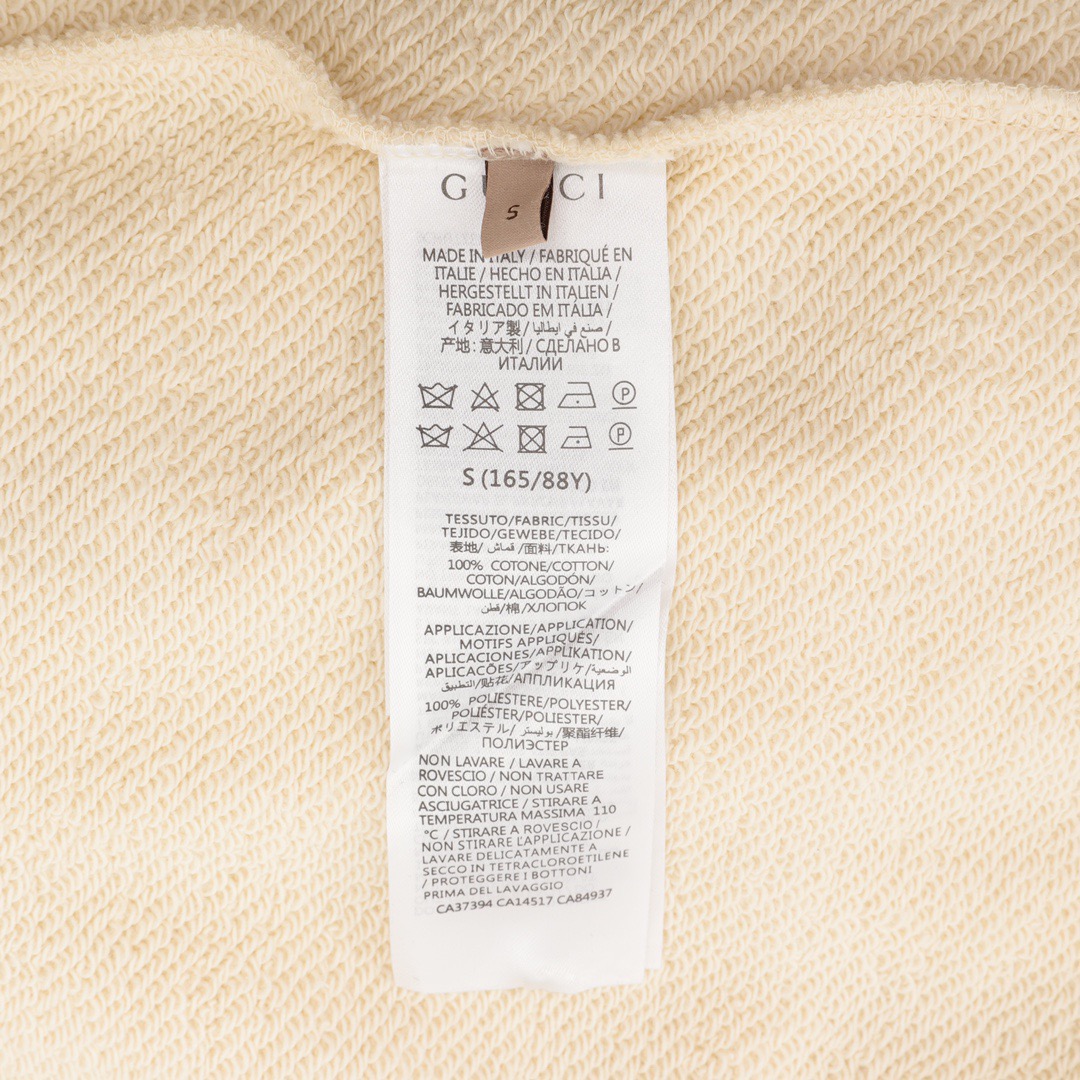 GUCCI
S
MADE IN ITALY / FABRIQUÉ EN
ITALIE / HECHO EN ITALIA /
HERGESTELLT IN ITALIEN /
FABRICADO EM ITÁLIA /
イタリア製 / صنع في ايطاليا /
产地 : 意大利 / СДЕЛАНО В
ИТАЛИИ
P
P
S (165/88Y)
TESSUTO/FABRIC/TISSU/
TEJIDO/GEWEBE/TECIDO/
表地/ قماش /面料/ТКАНЬ:
100% COTONE/COTTON/
COTON/ALGODÓN/
BAUMWOLLE/ALGODÃO/コットン/
قطن/棉/ХЛОПОК
APPLICAZIONE/APPLICATION/
MOTIFS APPLIQUÉS/
APLICACIONES/APPLIKATION/
APLICAÇÕES/アップリケ/الوضعية/
التطبيق/贴花/АППЛИКАЦИЯ
100% POLIESTERE/POLYESTER/
POLIÉSTER/POLIESTER/
ポリエステル/ بوليستر /聚酯纤维/
ПОЛИЭСТЕР
NON LAVARE / LAVARE A
ROVESCIO / NON TRATTARE
CON CLORO / NON USARE
ASCIUGATRICE / STIRARE A
TEMPERATURA MASSIMA 110
°C / STIRARE A ROVESCIO /
NON STIRARE L'APPLICAZIONE /
LAVARE DELICATAMENTE A
SECCO IN TETRACLOROETILENE
/ PROTEGGERE I BOTTONI
PRIMA DEL LAVAGGIO
CA37394 CA14517 CA84937